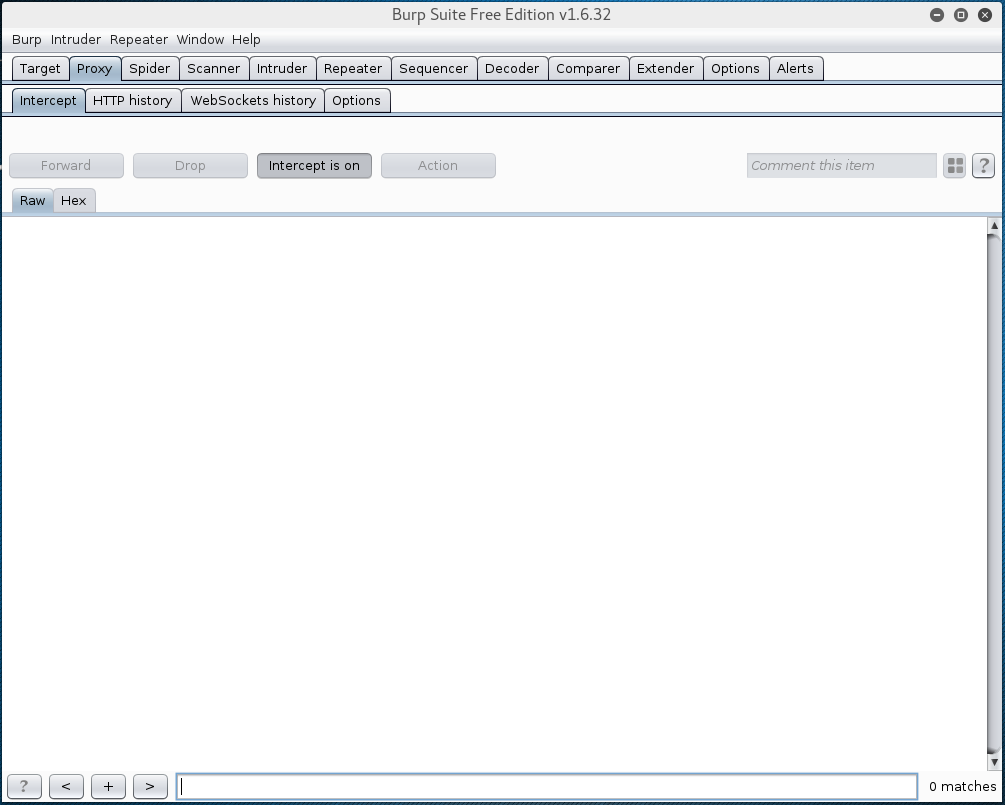 Burp Suite Free Edition v1.6.32
Burp Intruder Repeater Window Help
Target Proxy Spider Scanner Intruder Repeater Sequencer Decoder Comparer Extender Options Alerts
Intercept HTTP history WebSockets history Options
Forward Drop Intercept is on Action Comment this item ?
Raw Hex
? < + > 0 matches